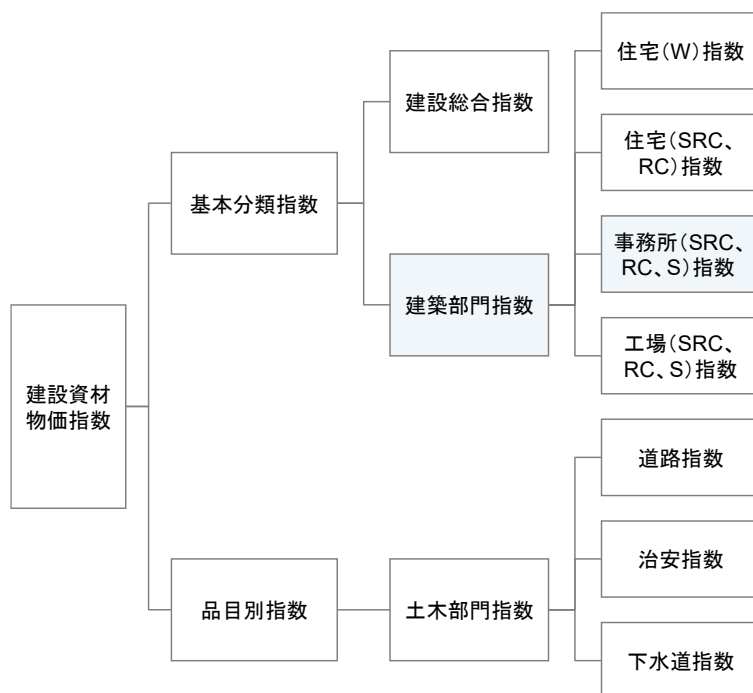 建設資材
物価指数
基本分類指数
建設総合指数
建築部門指数
住宅（W）指数
住宅（SRC、
RC）指数
事務所（SRC、
RC、S）指数
工場（SRC、
RC、S）指数
品目別指数
土木部門指数
道路指数
治安指数
下水道指数